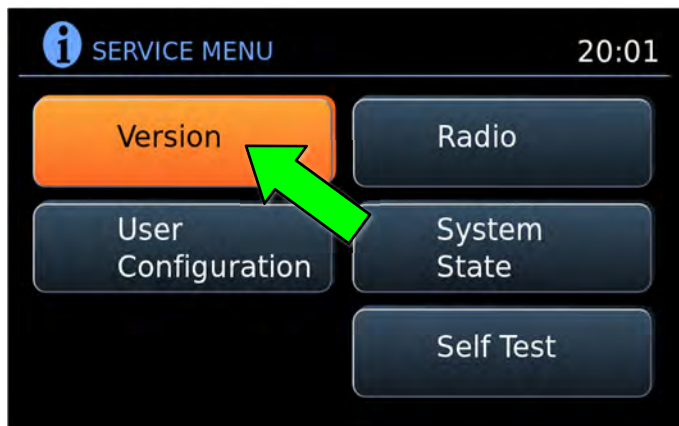 SERVICE MENU
20:01
Version
Radio
User
Configuration
System
State
Self Test